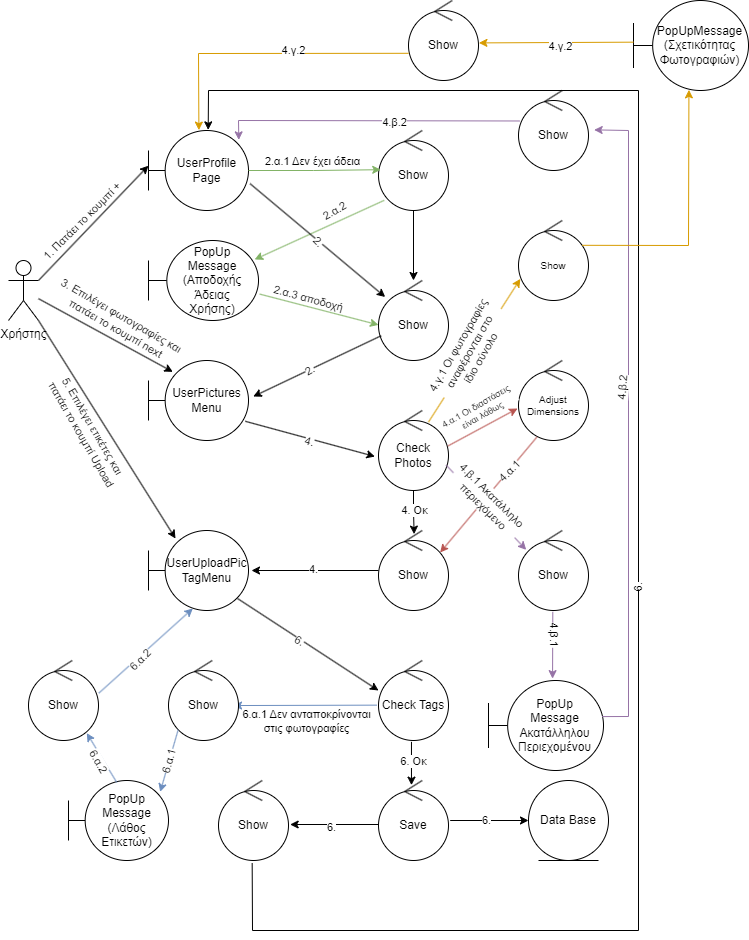 PopUpMessage
(Σχετικότητας
Φωτογραφιών)
Show
4.γ.2
4.γ.2
4.β.2
Show
UserProfile
Page
2.α.1 Δεν έχει άδεια
Show
1. Πατάει το κουμπί +
2.α.2
2.
PopUp
Message
(Αποδοχής
Άδειας
Χρήσης)
Show
2.α.3 αποδοχή
Χρήστης
3. Επιλέγει φωτογραφίες και
πατάει το κουμπί next
Show
4.γ.1 Οι φωτογραφίες
αναφέρονται στο
ίδιο σύνολο
2.
UserPictures
Menu
4.β.2
4.α.1 Οι διαστάσεις
είναι λάθως
Adjust
Dimensions
5. Επιλέγει ετικέτες και
πατάει το κουμπί Upload
4.
Check
Photos
4.α.1
4.β.1 Ακατάλληλο
περιεχόμενο
4. Οκ
UserUploadPic
TagMenu
4.
Show
Show
6.
6.
4.β.1
6.α.2
Show
Show
6.α.1 Δεν ανταποκρίνονται
στις φωτογραφίες
Check Tags
PopUp
Message
Ακατάλληλου
Περιεχομένου
6.α.2
6.α.1
6. Οκ
PopUp
Message
(Λάθος
Ετικετών)
Show
6.
Save
6.
Data Base